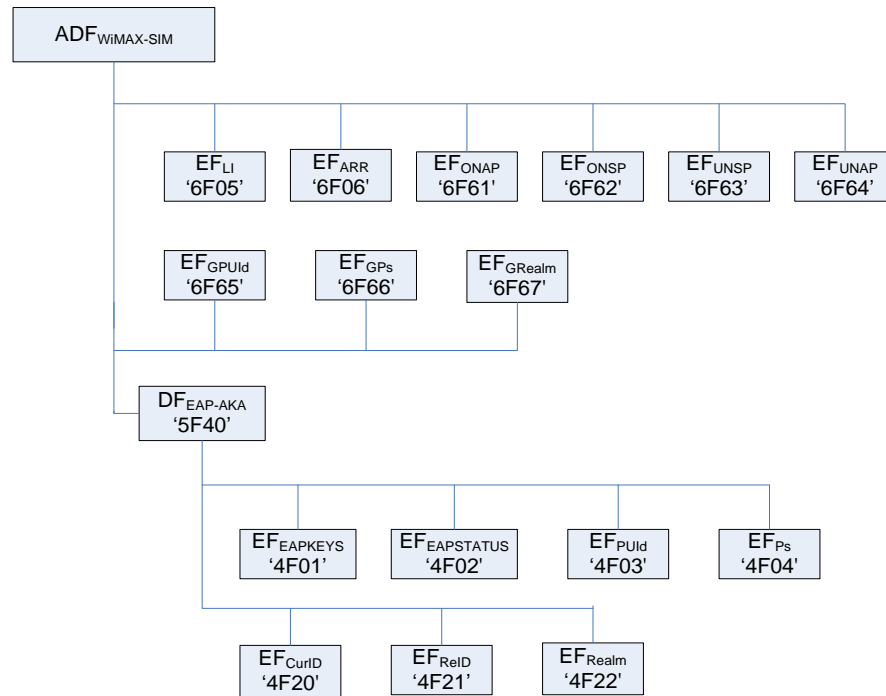 ADFWiMAX-SIM
EFLI
‘6F05’
EFARR
‘6F06’
EFONAP
‘6F61'
EFONSP
‘6F62'
EFUNSP
‘6F63'
EFUNAP
‘6F64’
EFGPUId
‘6F65'
EFGPs
‘6F66'
EFGRealm
‘6F67'
DFEAP-AKA
‘5F40’
EFEAPKEYS
‘4F01’
EFEAPSTATUS
‘4F02'
EFPUId
‘4F03'
EFPs
‘4F04’
EFCurID
‘4F20’
EFReID
‘4F21’
EFRealm
‘4F22’